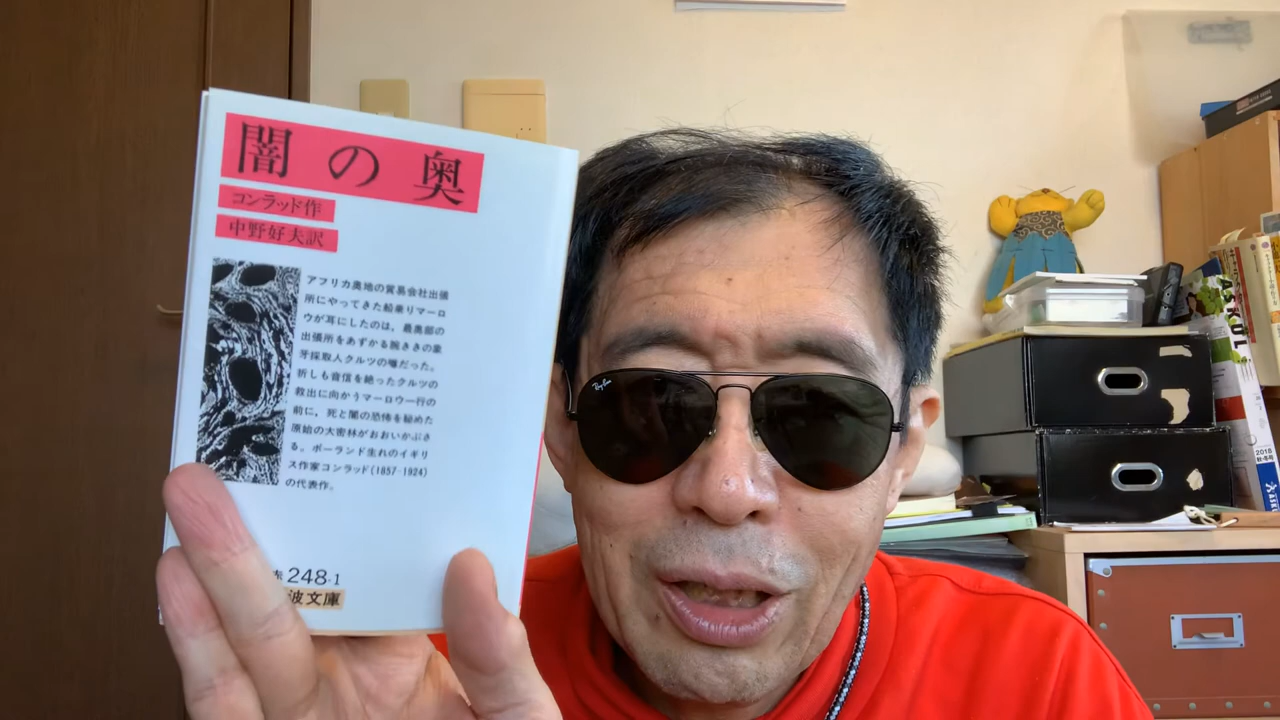 闇の奥
コンラッド作
中野好夫訳
アフリカ奥地の貿易会社出張
所にやってきた船乗りマーロ
ウが耳にしたのは，最奥部の
出張所をあずかる腕ききの象
牙採取人クルツの噂だった。
折しも音信を絶ったクルツの
救出に向かうマーロウ一行の
前に，死と闇の恐怖を秘めた
原始の大密林がおおいかぶさ
る。ポーランド生れのイギリ
ス作家コンラッド(1857-1924)
の代表作。
赤 248-1
波文庫
Ray-Ban
ASKUL
2018